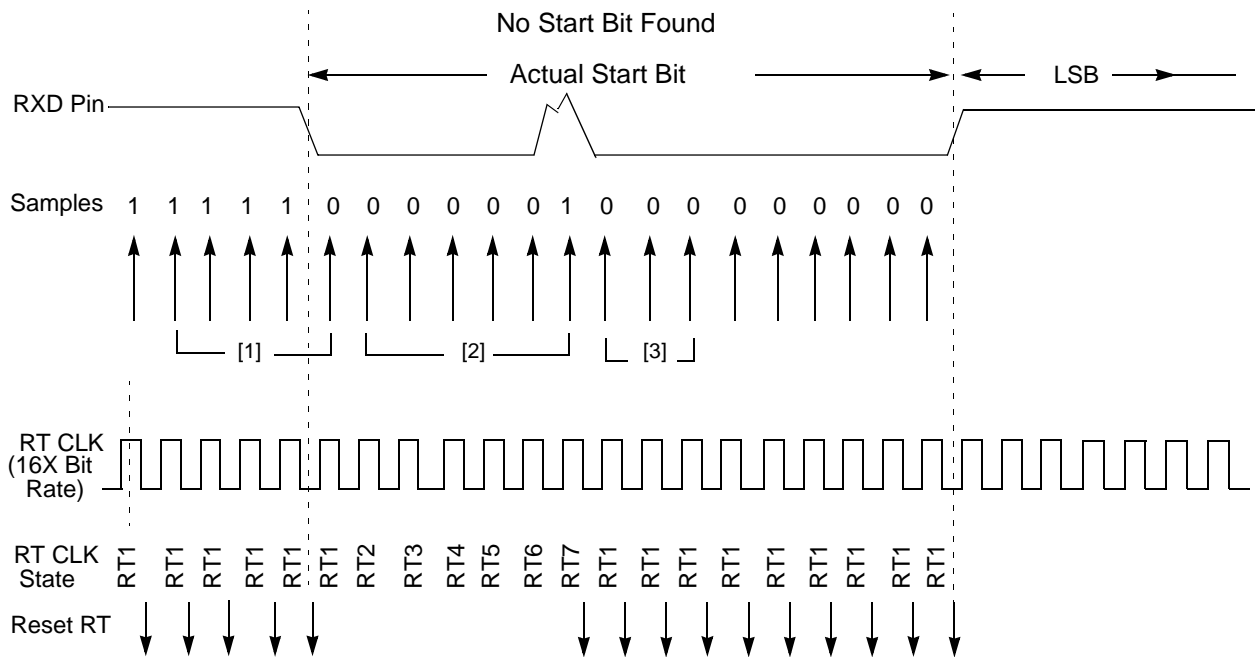 No Start Bit Found
Actual Start Bit
LSB
RXD Pin
Samples 1 1 1 1 1 0 0 0 0 0 0 1 0 0 0 0 0 0 0 0 0
[1] [2] [3]
RT CLK
(16X Bit
Rate)
RT CLK
State
RT1 RT1 RT1 RT1 RT1 RT1 RT2 RT3 RT4 RT5 RT6 RT7 RT1 RT1 RT1 RT1 RT1 RT1 RT1 RT1 RT1
Reset RT